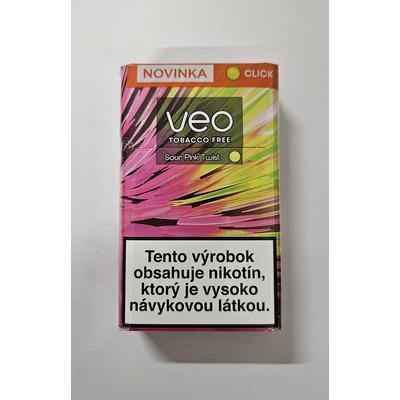 NOVINKA CLICK
veo
TOBACCO FREE
Sour Pink Twist
Tento výrobok
obsahuje nikotín,
ktorý je vysoko
návykovou látkou.